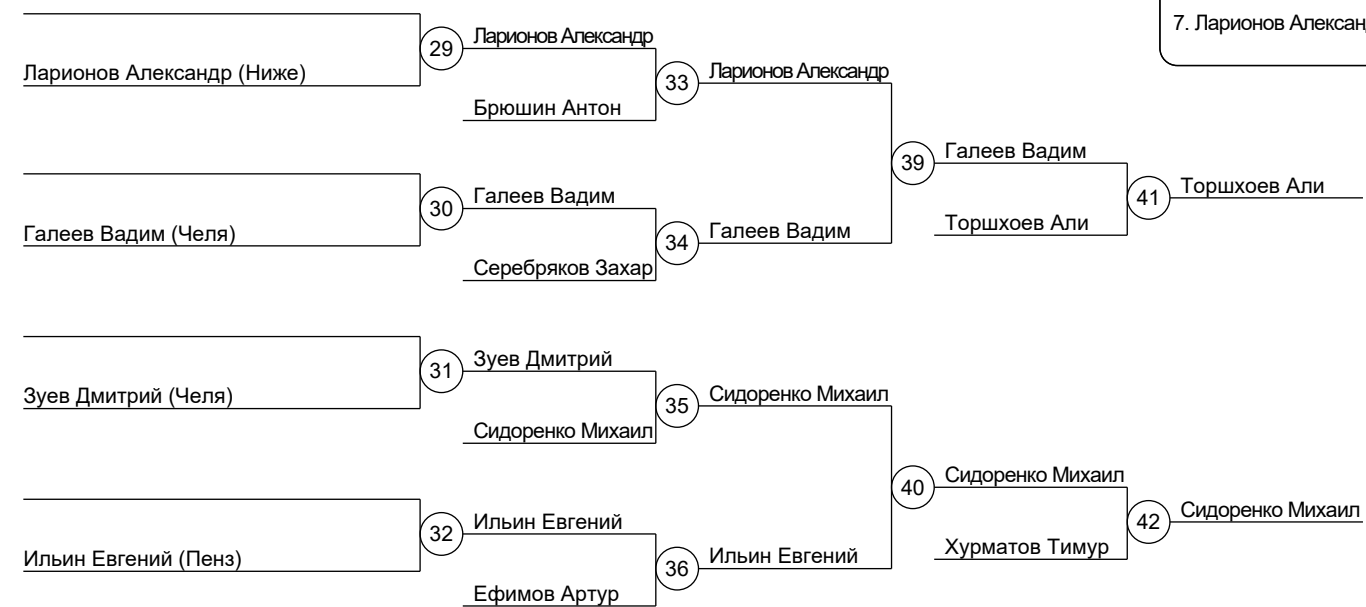 7. Ларионов Алексан
29
Ларионов Александр
Ларионов Александр (Ниже)
33
Ларионов Александр
Брюшин Антон
39
Галеев Вадим
30
Галеев Вадим
41
Торшхоев Али
Галеев Вадим (Челя)
34
Галеев Вадим
Торшхоев Али
Серебряков Захар
31
Зуев Дмитрий
Зуев Дмитрий (Челя)
35
Сидоренко Михаил
Сидоренко Михаил
40
Сидоренко Михаил
32
Ильин Евгений
42
Сидоренко Михаил
Ильин Евгений (Пенз)
36
Ильин Евгений
Хурматов Тимур
Ефимов Артур